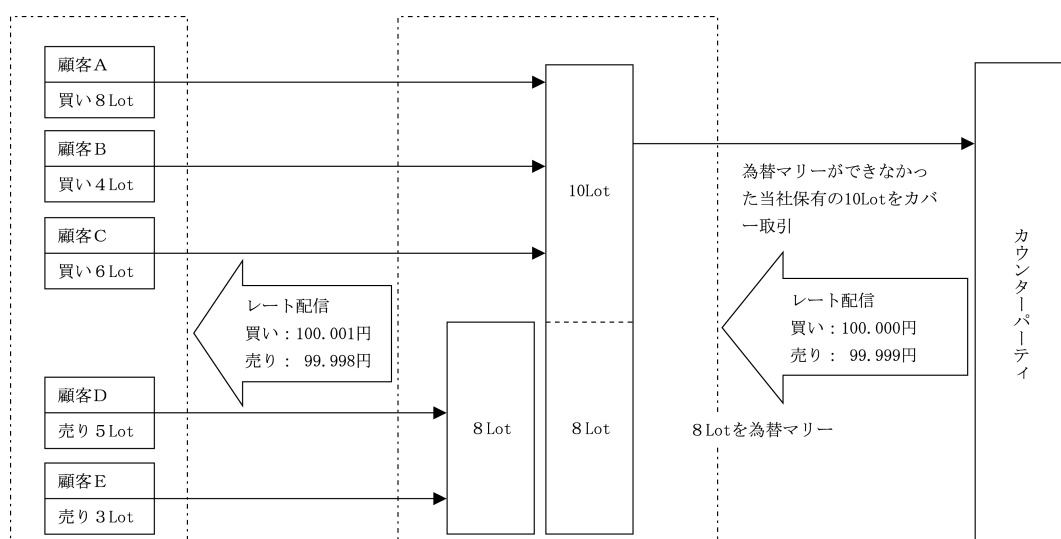 顧客A
買い8Lot
顧客B
買い4Lot
顧客C
買い6Lot
顧客D
売り5Lot
顧客E
売り3Lot
レート配信
買い:100.001円
売り: 99.998円
10Lot
8Lot
8Lot
為替マリーができなかっ
た当社保有の10Lotをカバ
ー取引
レート配信
買い:100.000円
売り: 99.999円
8Lotを為替マリー
カウンターパーティ